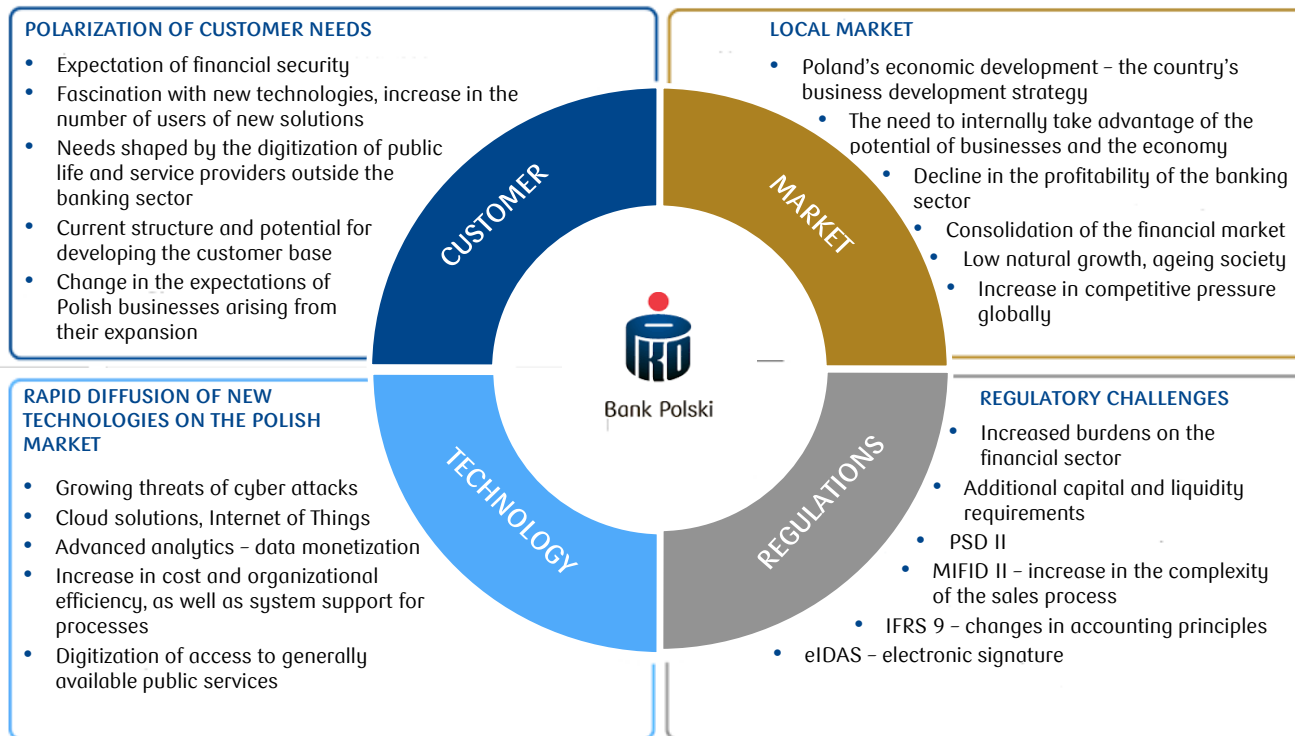 POLARIZATION OF CUSTOMER NEEDS
• Expectation of financial security
• Fascination with new technologies, increase in the
number of users of new solutions
• Needs shaped by the digitization of public
life and service providers outside the
banking sector
• Current structure and potential for
developing the customer base
• Change in the expectations of
Polish businesses arising from
their expansion
LOCAL MARKET
• Poland's economic development – the country's
business development strategy
• The need to internally take advantage of the
potential of businesses and the economy
• Decline in the profitability of the banking
sector
• Consolidation of the financial market
• Low natural growth, ageing society
• Increase in competitive pressure
globally
CUSTOMER
MARKET
PKO
Bank Polski
TECHNOLOGY
REGULATIONS
RAPID DIFFUSION OF NEW
TECHNOLOGIES ON THE POLISH
MARKET
• Growing threats of cyber attacks
• Cloud solutions, Internet of Things
• Advanced analytics – data monetization
• Increase in cost and organizational
efficiency, as well as system support for
processes
• Digitization of access to generally
available public services
REGULATORY CHALLENGES
• Increased burdens on the
financial sector
• Additional capital and liquidity
requirements
• PSD II
• MIFID II – increase in the complexity
of the sales process
• IFRS 9 – changes in accounting principles
• eIDAS – electronic signature